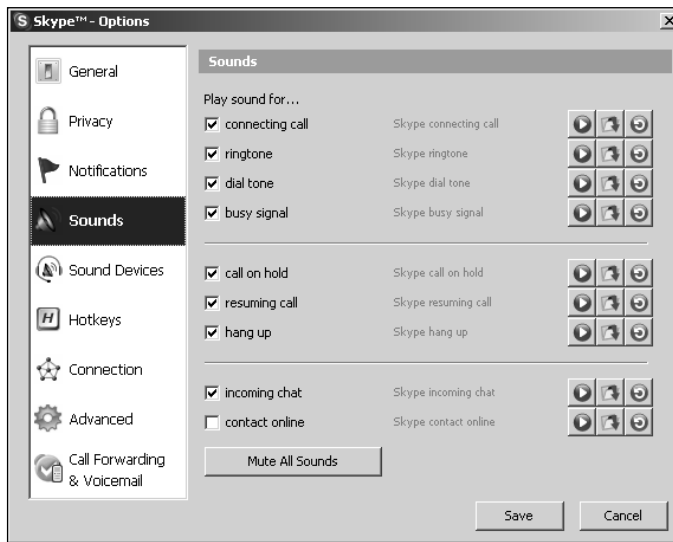 Skype™ - Options
General
Privacy
Notifications
Sounds
Sound Devices
Hotkeys
Connection
Advanced
Call Forwarding
& Voicemail
Sounds
Play sound for...
connecting call Skype connecting call
ringtone Skype ringtone
dial tone Skype dial tone
busy signal Skype busy signal
call on hold Skype call on hold
resuming call Skype resuming call
hang up Skype hang up
incoming chat Skype incoming chat
contact online Skype contact online
Mute All Sounds
Save Cancel